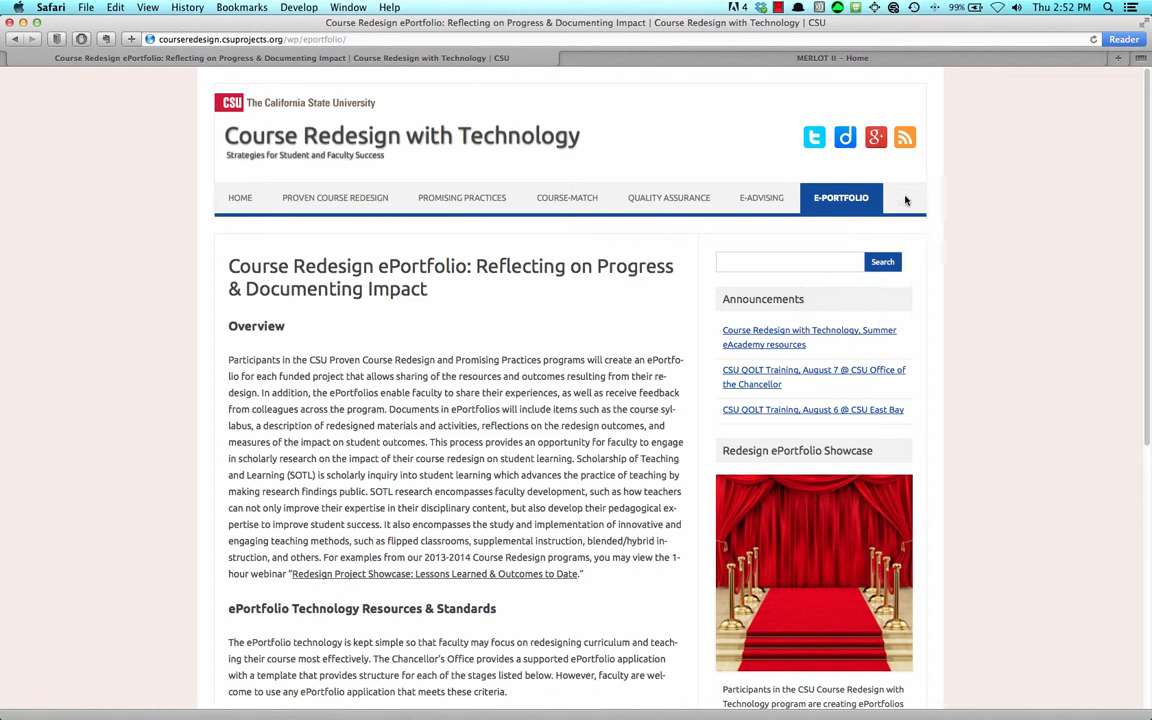 Safari File Edit View History Bookmarks Develop Window Help 4 99% Thu 2:52 PM
Course Redesign ePortfolio: Reflecting on Progress & Documenting Impact | Course Redesign with Technology | CSU
courseredesign.csuprojects.org/wp/eportfolio/ Reader
Course Redesign ePortfolio: Reflecting on Progress & Documenting Impact | Course Redesign with Technology | CSU MERLOT II – Home
CSU The California State University
Course Redesign with Technology
Strategies for Student and Faculty Success
HOME PROVEN COURSE REDESIGN PROMISING PRACTICES COURSE-MATCH QUALITY ASSURANCE E-ADVISING E-PORTFOLIO
Course Redesign ePortfolio: Reflecting on Progress
& Documenting Impact
Overview
Participants in the CSU Proven Course Redesign and Promising Practices programs will create an ePortfo-
lio for each funded project that allows sharing of the resources and outcomes resulting from their re-
design. In addition, the ePortfolios enable faculty to share their experiences, as well as receive feedback
from colleagues across the program. Documents in ePortfolios will include items such as the course syl-
labus, a description of redesigned materials and activities, reflections on the redesign outcomes, and
measures of the impact on student outcomes. This process provides an opportunity for faculty to engage
in scholarly research on the impact of their course redesign on student learning. Scholarship of Teaching
and Learning (SOTL) is scholarly inquiry into student learning which advances the practice of teaching by
making research findings public. SOTL research encompasses faculty development, such as how teachers
can not only improve their expertise in their disciplinary content, but also develop their pedagogical ex-
pertise to improve student success. It also encompasses the study and implementation of innovative and
engaging teaching methods, such as flipped classrooms, supplemental instruction, blended/hybrid in-
struction, and others. For examples from our 2013-2014 Course Redesign programs, you may view the 1-
hour webinar “Redesign Project Showcase: Lessons Learned & Outcomes to Date.”
ePortfolio Technology Resources & Standards
The ePortfolio technology is kept simple so that faculty may focus on redesigning curriculum and teach-
ing their course most effectively. The Chancellor’s Office provides a supported ePortfolio application
with a template that provides structure for each of the stages listed below. However, faculty are wel-
come to use any ePortfolio application that meets these criteria.
Search
Announcements
Course Redesign with Technology, Summer
eAcademy resources
CSU QOLT Training, August 7 @ CSU Office of
the Chancellor
CSU QOLT Training, August 6 @ CSU East Bay
Redesign ePortfolio Showcase
Participants in the CSU Course Redesign with
Technology program are creating ePortfolios